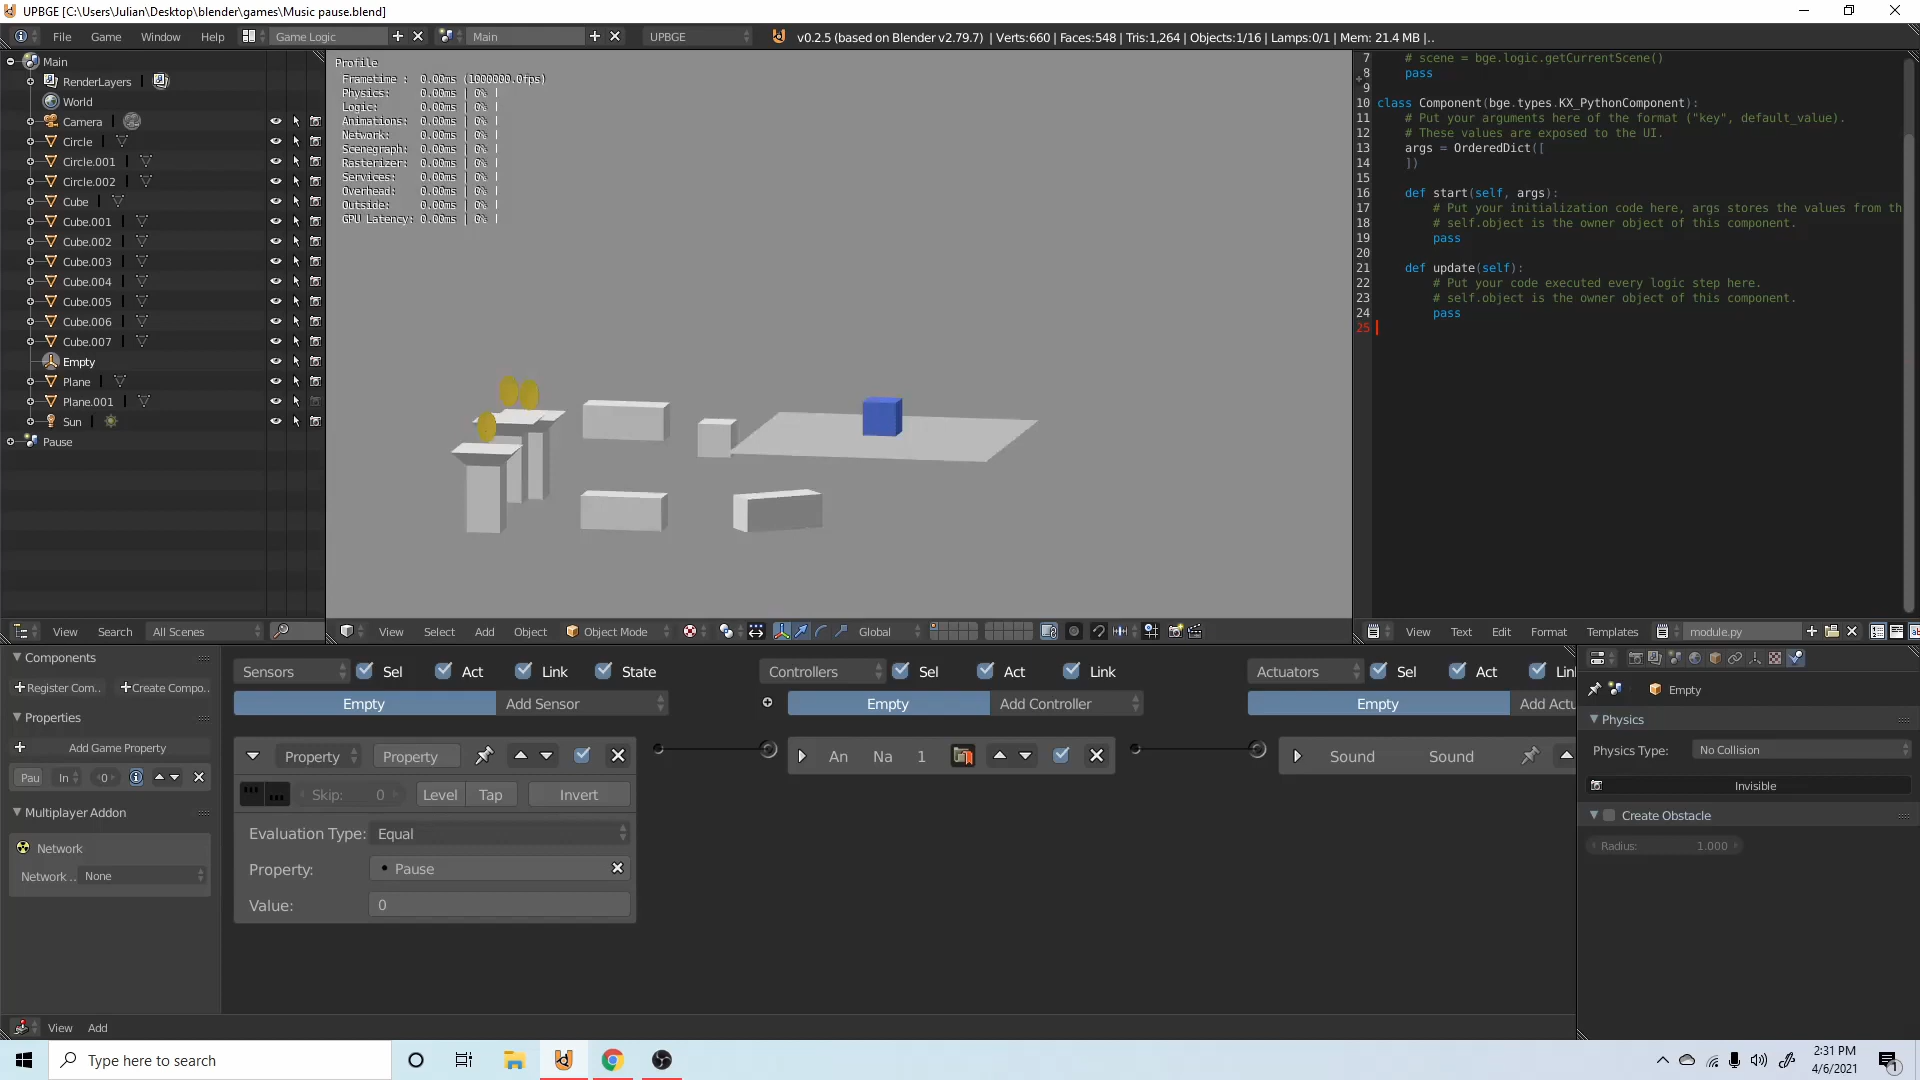 UPBGE [C:\Users\Julian\Desktop\blender\games\Music pause.blend]
File Game Window Help Game Logic Main UPBGE v0.2.5 (based on Blender v2.79.7) | Verts:660 | Faces:548 | Tris:1,264 | Objects:1/16 | Lamps:0/1 | Mem: 21.4 MB |..
Main
RenderLayers
World
Camera
Circle
Circle.001
Circle.002
Cube
Cube.001
Cube.002
Cube.003
Cube.004
Cube.005
Cube.006
Cube.007
Empty
Plane
Plane.001
Sun
Pause
View Search All Scenes
Profile
Frametime : 0.00ms (1000000.0fps)
Physics: 0.00ms | 0% |
Logic: 0.00ms | 0% |
Animations: 0.00ms | 0% |
Network: 0.00ms | 0% |
Scenegraph: 0.00ms | 0% |
Rasterizer: 0.00ms | 0% |
Services: 0.00ms | 0% |
Overhead: 0.00ms | 0% |
Outside: 0.00ms | 0% |
GPU Latency: 0.00ms | 0% |
View Select Add Object Object Mode Global
7 # scene = bge.logic.getCurrentScene()
8 pass
9
10 class Component(bge.types.KX_PythonComponent):
11 # Put your arguments here of the format ("key", default_value).
12 # These values are exposed to the UI.
13 args = OrderedDict([
14 ])
15
16 def start(self, args):
17 # Put your initialization code here, args stores the values from th
18 # self.object is the owner object of this component.
19 pass
20
21 def update(self):
22 # Put your code executed every logic step here.
23 # self.object is the owner object of this component.
24 pass
25
View Text Edit Format Templates module.py
Components
Register Com.. Create Compo..
Properties
Add Game Property
Pau In 0
Multiplayer Addon
Network
Network .. None
Sensors Sel Act Link State
Empty Add Sensor
Property Property
Skip: 0 Level Tap Invert
Evaluation Type: Equal
Property: Pause
Value: 0
Controllers Sel Act Link
Empty Add Controller
An Na 1
Actuators Sel Act Lin
Empty Add Actu
Sound Sound
Empty
Physics
Physics Type: No Collision
Invisible
Create Obstacle
Radius: 1.000
View Add
Type here to search
2:31 PM
4/6/2021
1